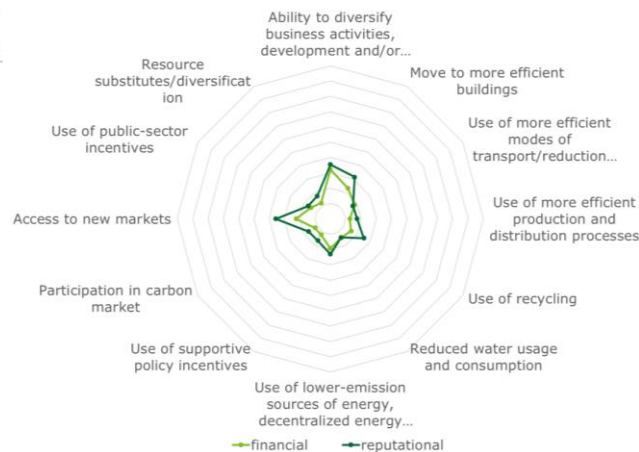 Ability to diversify
business activities,
development and/or…
Move to more efficient
buildings
Use of more efficient
modes of
transport/reduction…
Use of more efficient
production and
distribution processes
Use of recycling
Reduced water usage
and consumption
Use of lower-emission
sources of energy,
decentralized energy…
Use of supportive
policy incentives
Participation in carbon
market
Access to new markets
Use of public-sector
incentives
Resource
substitutes/diversificat
ion
financial
reputational